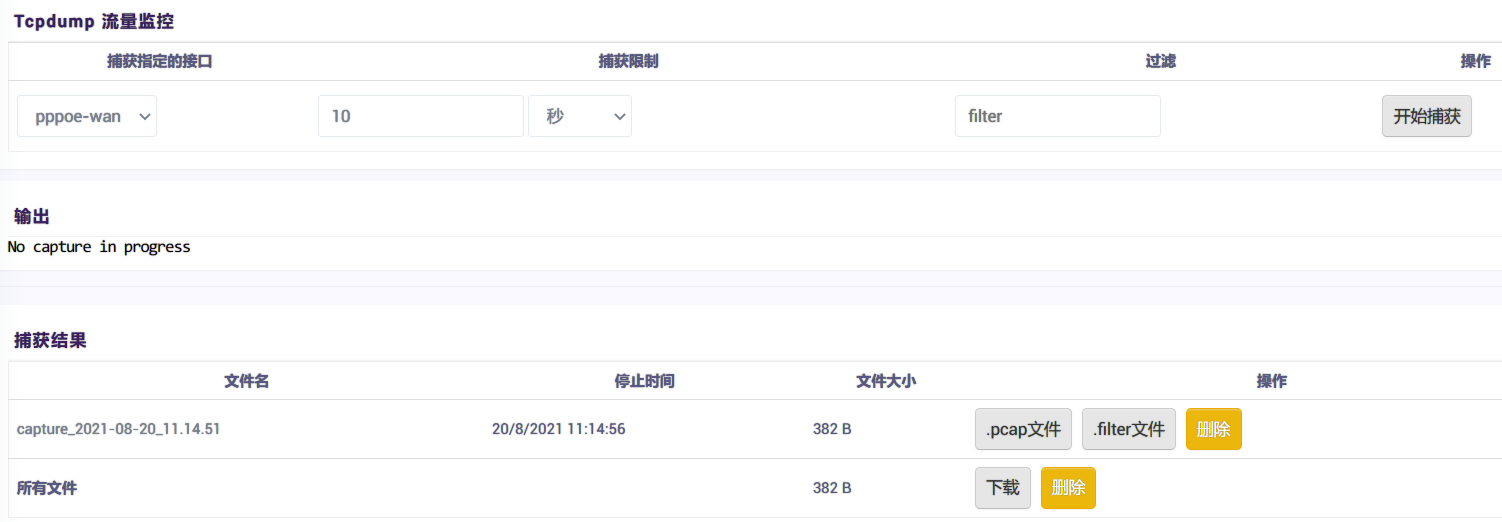 Tcpdump 流量监控
捕获指定的接口 捕获限制 过滤 操作
pppoe-wan 10 秒 filter 开始捕获
输出
No capture in progress
捕获结果
文件名 停止时间 文件大小 操作
capture_2021-08-20_11.14.51 20/8/2021 11:14:56 382 B .pcap文件 .filter文件 删除
所有文件 382 B 下载 删除